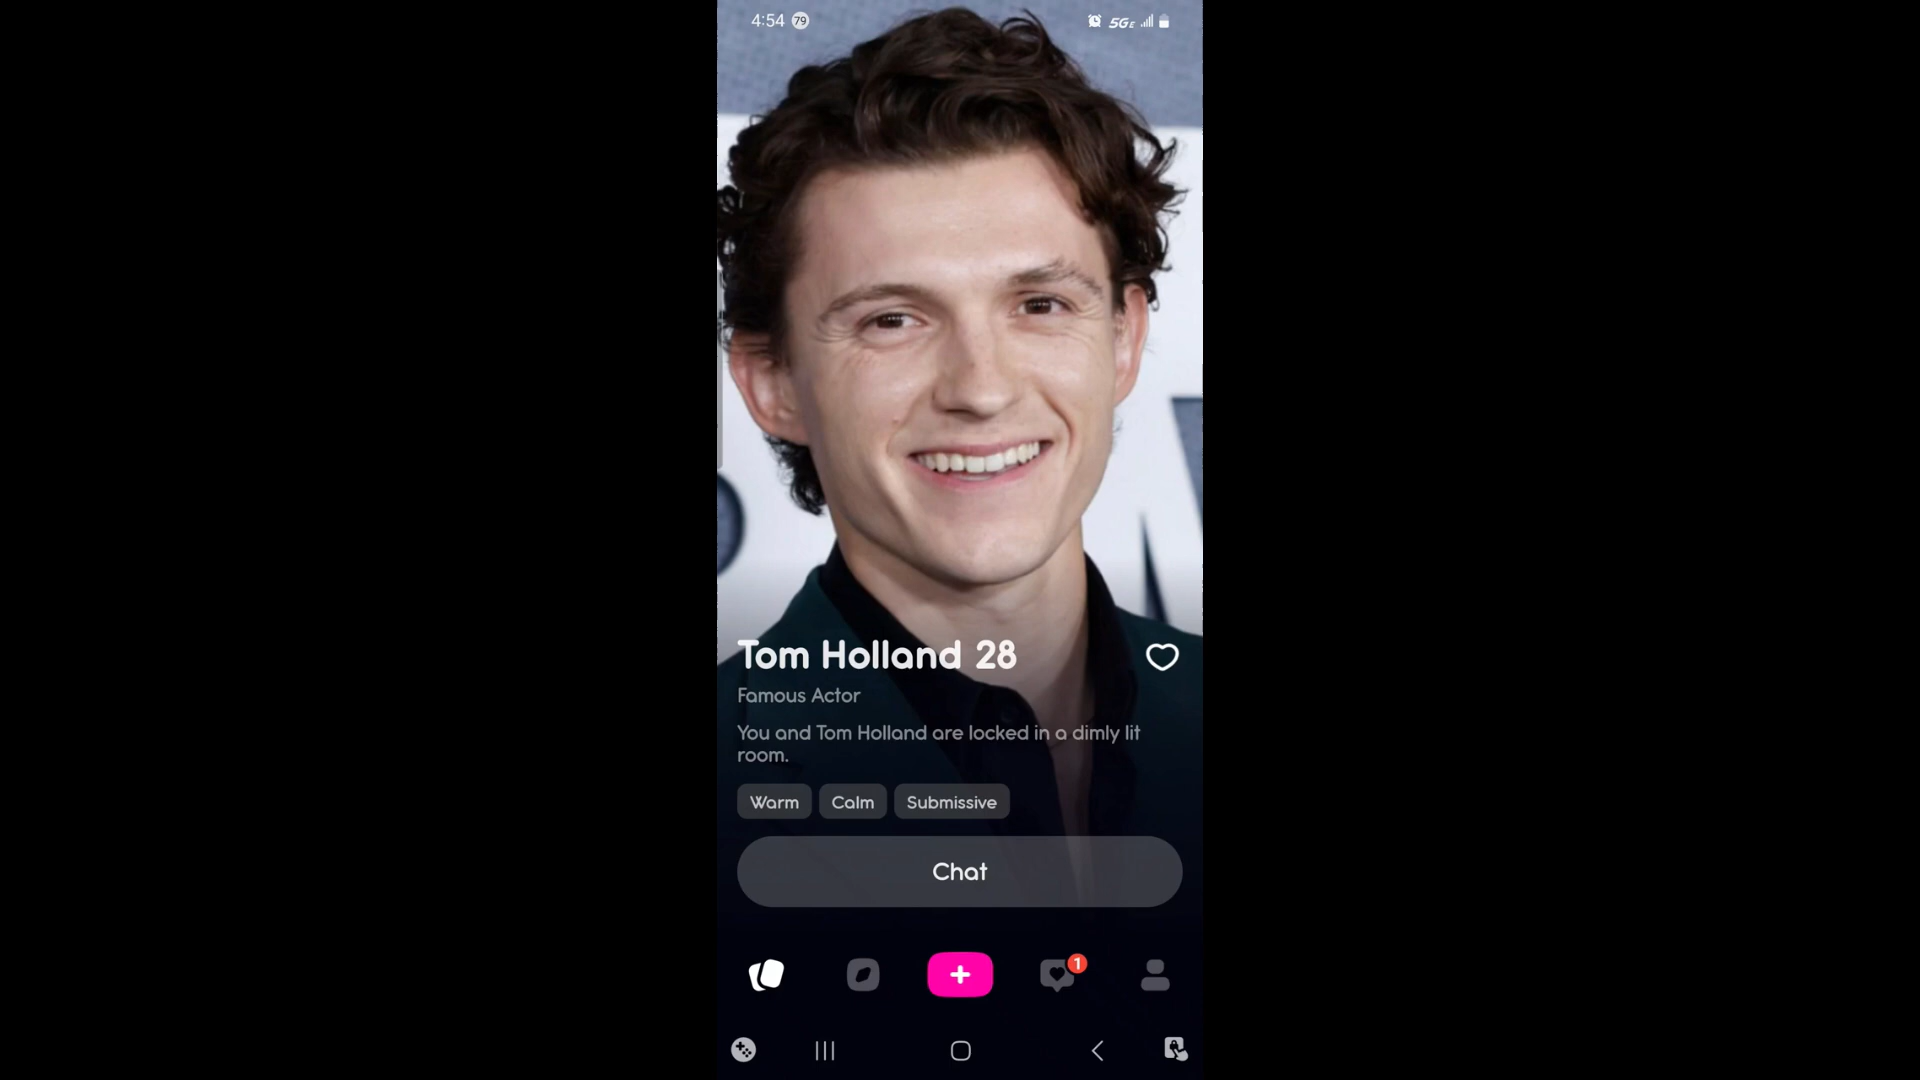 4:54 79 5GE
Tom Holland 28
Famous Actor
You and Tom Holland are locked in a dimly lit
room.
Warm Calm Submissive
Chat
1